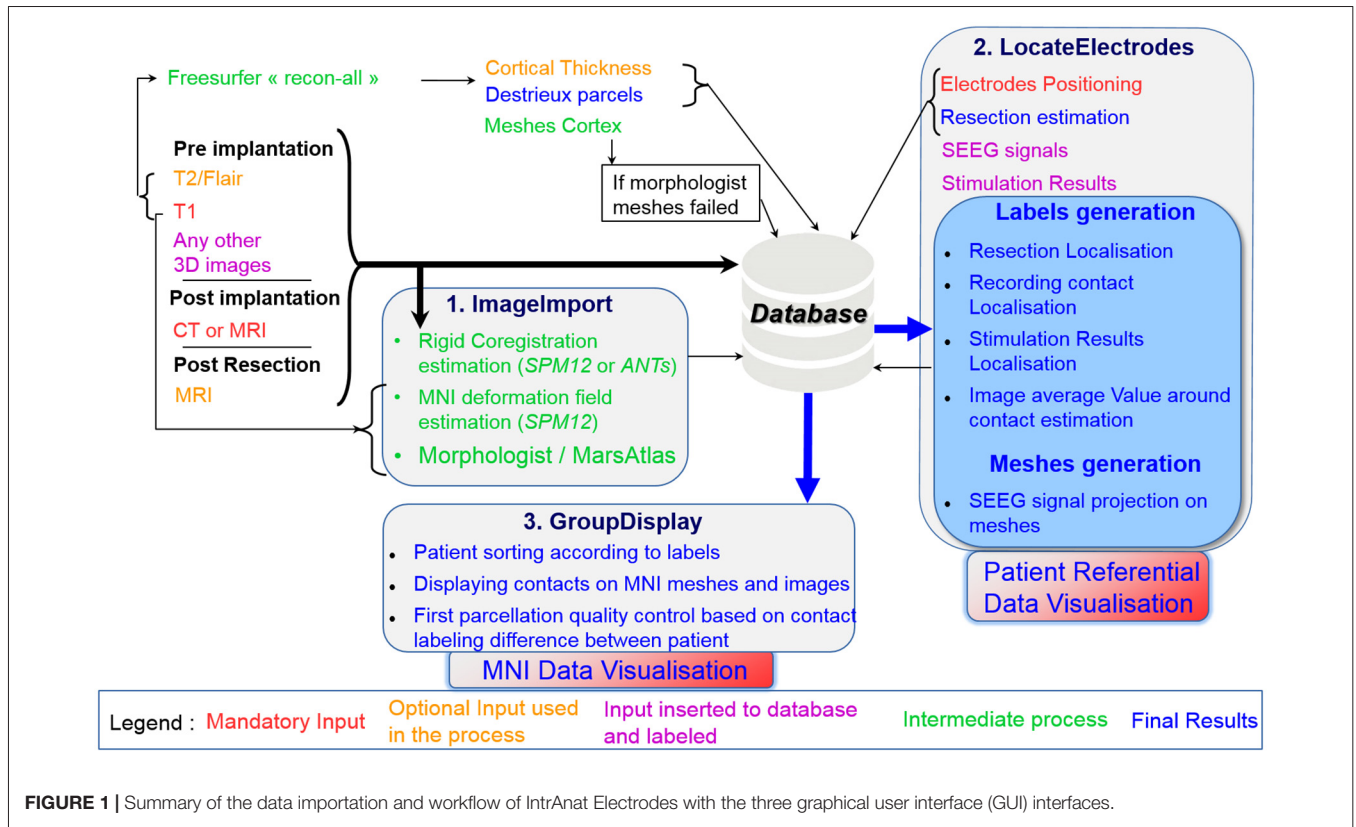 Freesurfer « recon-all »
Cortical Thickness
Destrieux parcels
Meshes Cortex
If morphologist
meshes failed
Pre implantation
T2/Flair
T1
Any other
3D images
Post implantation
CT or MRI
Post Resection
MRI
1. ImageImport
• Rigid Coregistration
estimation (SPM12 or ANTs)
• MNI deformation field
estimation (SPM12)
• Morphologist / MarsAtlas
Database
2. LocateElectrodes
Electrodes Positioning
Resection estimation
SEEG signals
Stimulation Results
Labels generation
• Resection Localisation
• Recording contact
Localisation
• Stimulation Results
Localisation
• Image average Value around
contact estimation
Meshes generation
• SEEG signal projection on
meshes
Patient Referential
Data Visualisation
3. GroupDisplay
• Patient sorting according to labels
• Displaying contacts on MNI meshes and images
• First parcellation quality control based on contact
labeling difference between patient
MNI Data Visualisation
Legend : Mandatory Input
Optional Input used
in the process
Input inserted to database
and labeled
Intermediate process
Final Results
FIGURE 1 | Summary of the data importation and workflow of IntrAnat Electrodes with the three graphical user interface (GUI) interfaces.